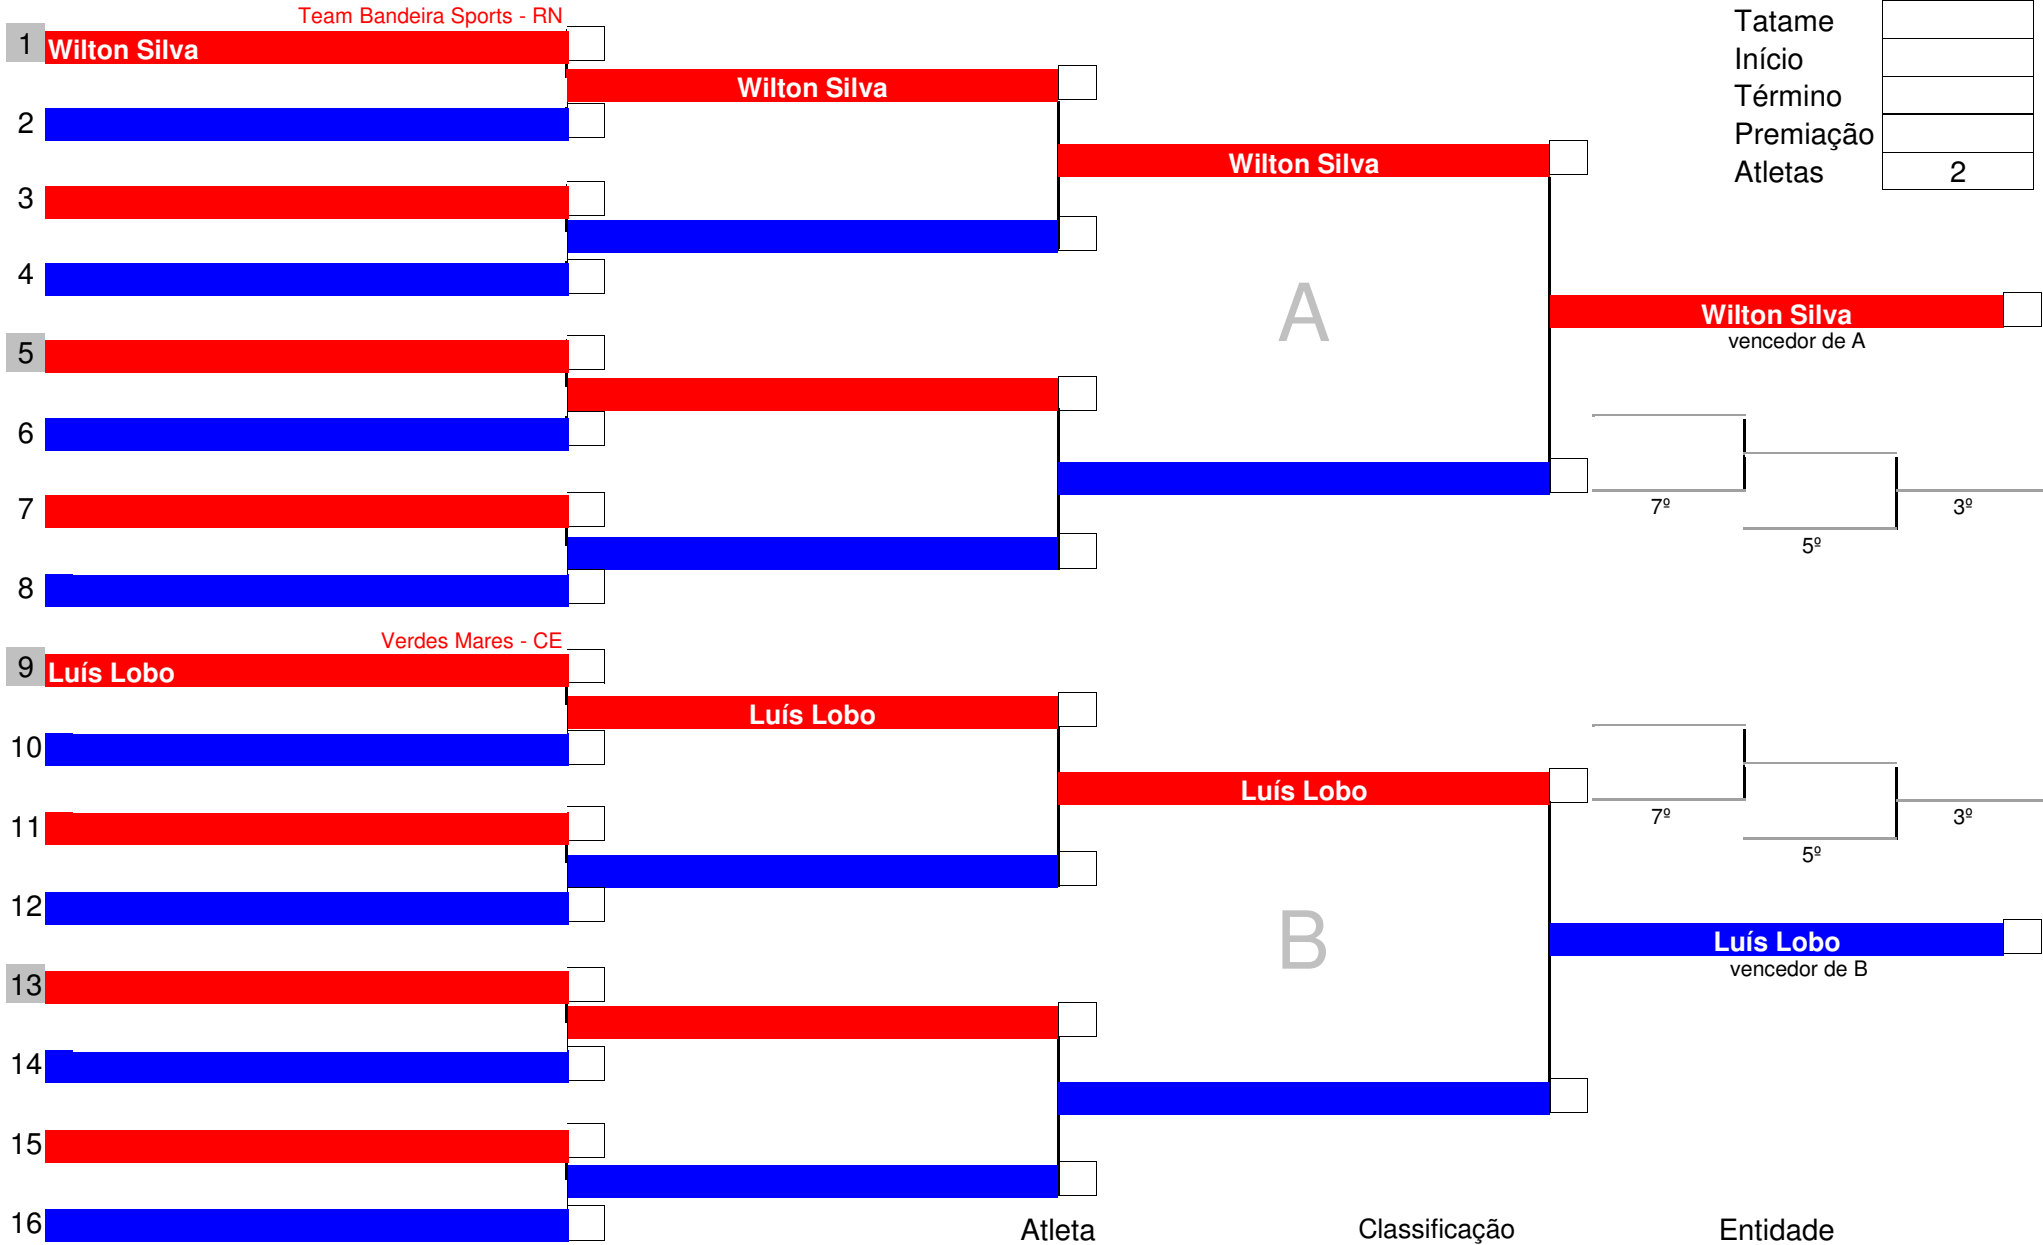 Team Bandeira Sports - RN
1 Wilton Silva
Wilton Silva
2
Wilton Silva
3
4
Wilton Silva
vencedor de A
A
5
6
7
8
7º
5º
3º
Tatame
Início
Término
Premiação
Atletas 2
Verdes Mares - CE
9 Luís Lobo
Luís Lobo
10
Luís Lobo
11
12
7º
5º
3º
B
Luís Lobo
vencedor de B
13
14
15
16
Atleta Classificação Entidade